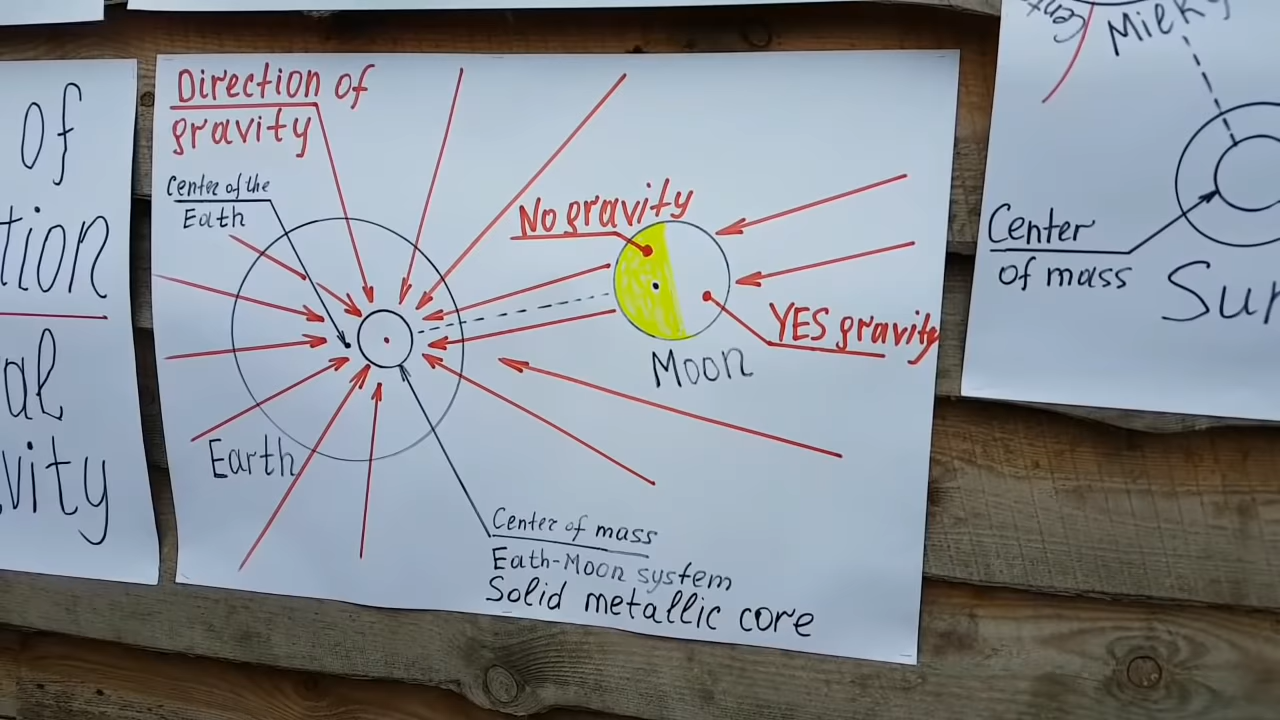 of
tion
al
vity
Direction of
gravity
Center of the
Eath
No gravity
YES gravity
Moon
Earth
Center of mass
Eath-Moon system
Solid metallic core
Milky
Center
of mass
Sun